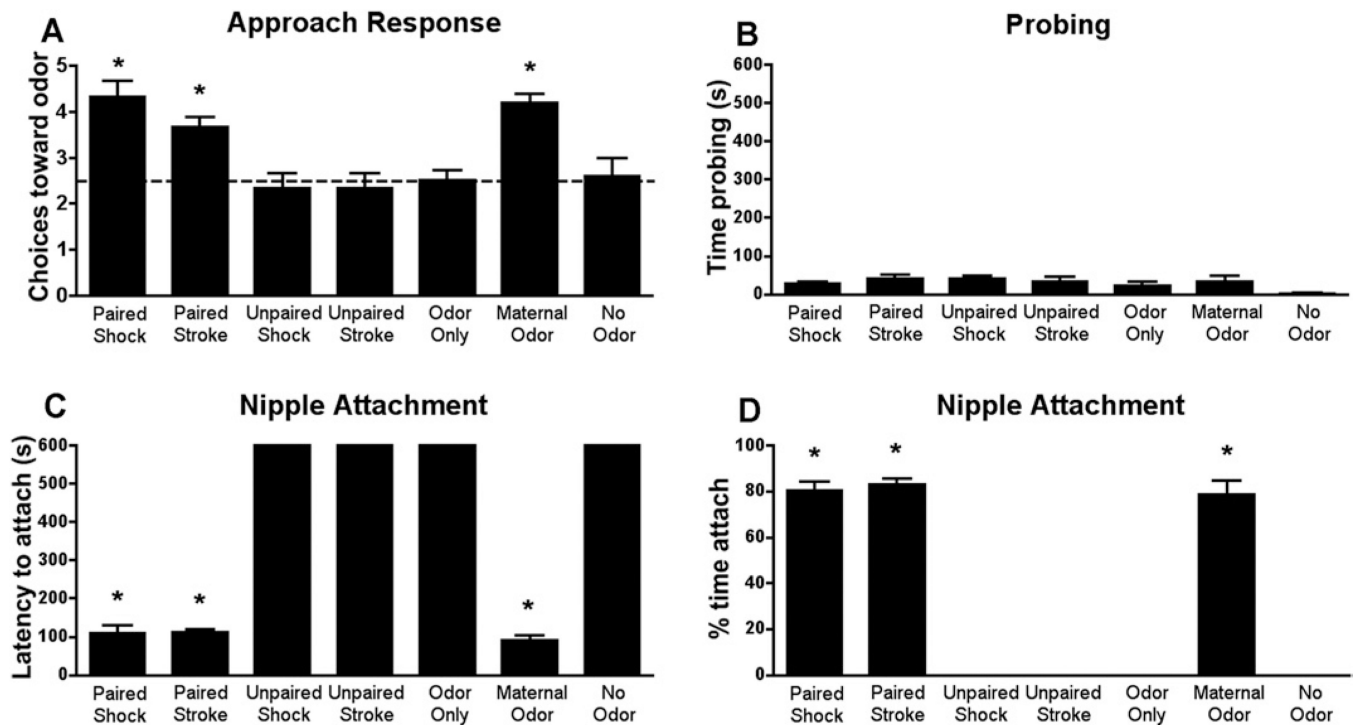 A
Approach Response
Choices toward odor
5
4
3
2
1
0
*
*
*
Paired Shock
Paired Stroke
Unpaired Shock
Unpaired Stroke
Odor Only
Maternal Odor
No Odor
B
Probing
Time probing (s)
600
500
400
300
200
100
0
Paired Shock
Paired Stroke
Unpaired Shock
Unpaired Stroke
Odor Only
Maternal Odor
No Odor
C
Nipple Attachment
Latency to attach (s)
600
500
400
300
200
100
0
*
*
*
Paired Shock
Paired Stroke
Unpaired Shock
Unpaired Stroke
Odor Only
Maternal Odor
No Odor
D
Nipple Attachment
% time attach
100
80
60
40
20
0
*
*
*
Paired Shock
Paired Stroke
Unpaired Shock
Unpaired Stroke
Odor Only
Maternal Odor
No Odor